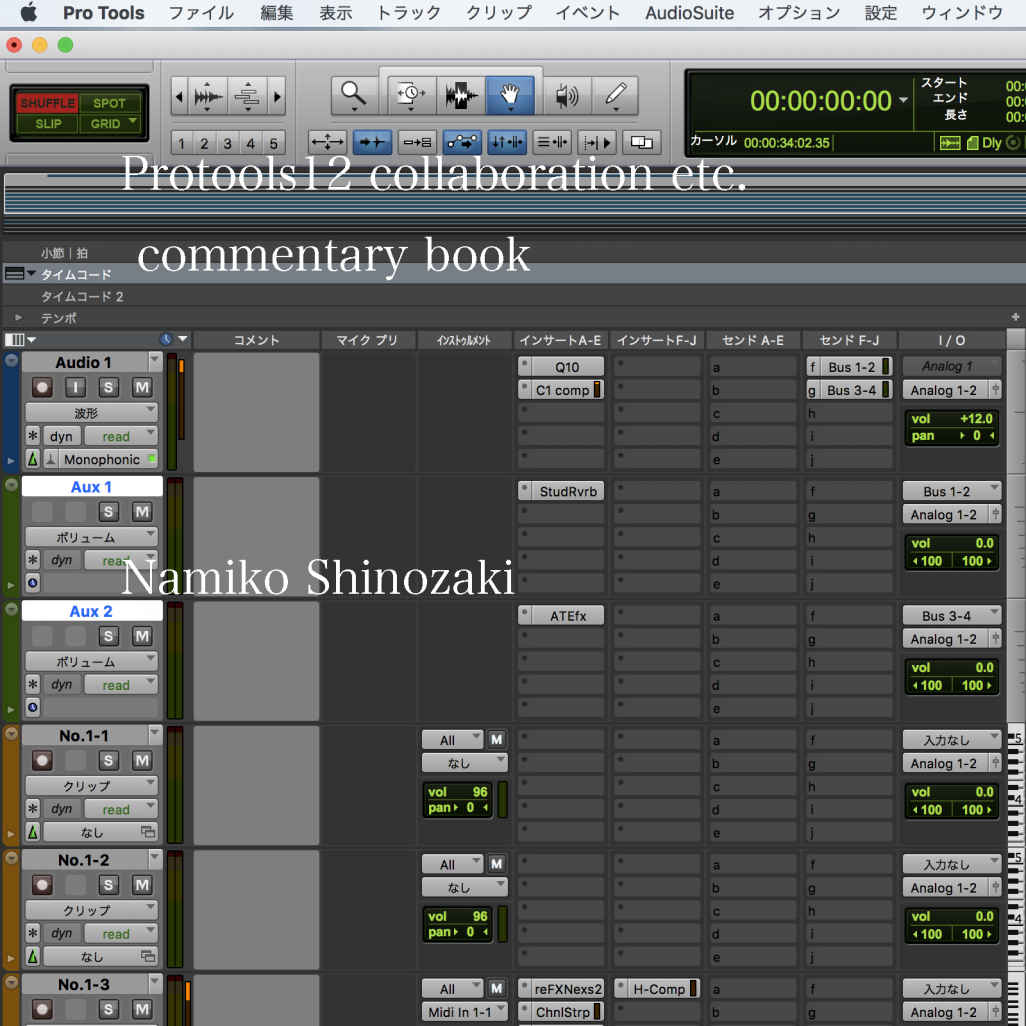 Pro Tools ファイル 編集 表示 トラック クリップ イベント AudioSuite オプション 設定 ウィンドウ
SHUFFLE SPOT
SLIP GRID
1 2 3 4 5
00:00:00:00
スタート 00:
エンド 00:
長さ 00:
カーソル 00:00:34:02.35 Dly
Protools12 collaboration etc.
commentary book
小節|拍
タイムコード
タイムコード 2
テンポ
コメント マイク プリ インストゥルメント インサートA-E インサートF-J センド A-E センド F-J I / O
Audio 1 Q10 a f Bus 1-2 Analog 1
I S M C1 comp b g Bus 3-4 Analog 1-2
波形 c h vol +12.0
dyn read d i pan 0
Monophonic e j
Aux 1 StudRvrb a f Bus 1-2
S M b g Analog 1-2
ボリューム c h vol 0.0
dyn read d i 100 100
e j
Namiko Shinozaki
Aux 2 ATEfx a f Bus 3-4
S M b g Analog 1-2
ボリューム c h vol 0.0
dyn read d i 100 100
e j
No.1-1 All M a f 入力なし
S M なし b g Analog 1-2
クリップ vol 96 c h vol 0.0
dyn read pan 0 d i 100 100
なし e j
No.1-2 All M a f 入力なし
S M なし b g Analog 1-2
クリップ vol 96 c h vol 0.0
dyn read pan 0 d i 100 100
なし e j
No.1-3 All M reFXNexs2 H-Comp a f 入力なし
S M Midi In 1-1 ChnlStrp b g Analog 1-2
5
4
5
4